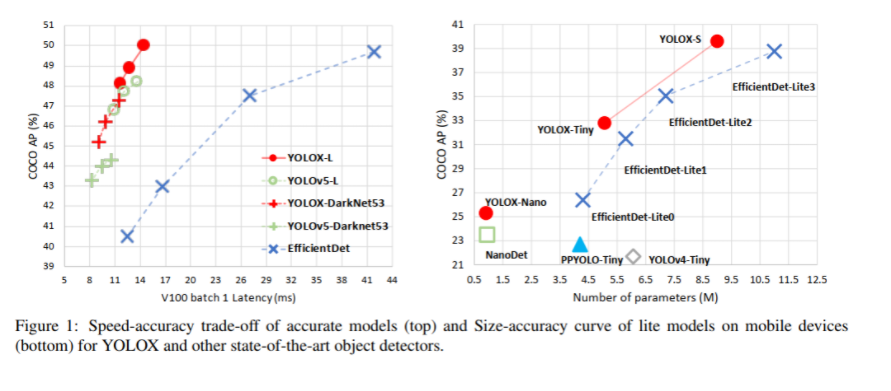 51
50
49
48
47
46
45
44
43
42
41
40
39
COCO AP (%)
5 8 11 14 17 20 23 26 29 32 35 38 41 44
V100 batch 1 Latency (ms)
YOLOX-L
YOLOv5-L
YOLOX-DarkNet53
YOLOv5-Darknet53
EfficientDet
41
39
37
35
33
31
29
27
25
23
21
COCO AP (%)
YOLOX-S
EfficientDet-Lite3
YOLOX-Tiny
EfficientDet-Lite2
EfficientDet-Lite1
YOLOX-Nano
EfficientDet-Lite0
NanoDet
PPYOLO-Tiny
YOLOv4-Tiny
0.5 1.5 2.5 3.5 4.5 5.5 6.5 7.5 8.5 9.5 10.5 11.5 12.5
Number of parameters (M)
Figure 1: Speed-accuracy trade-off of accurate models (top) and Size-accuracy curve of lite models on mobile devices
(bottom) for YOLOX and other state-of-the-art object detectors.